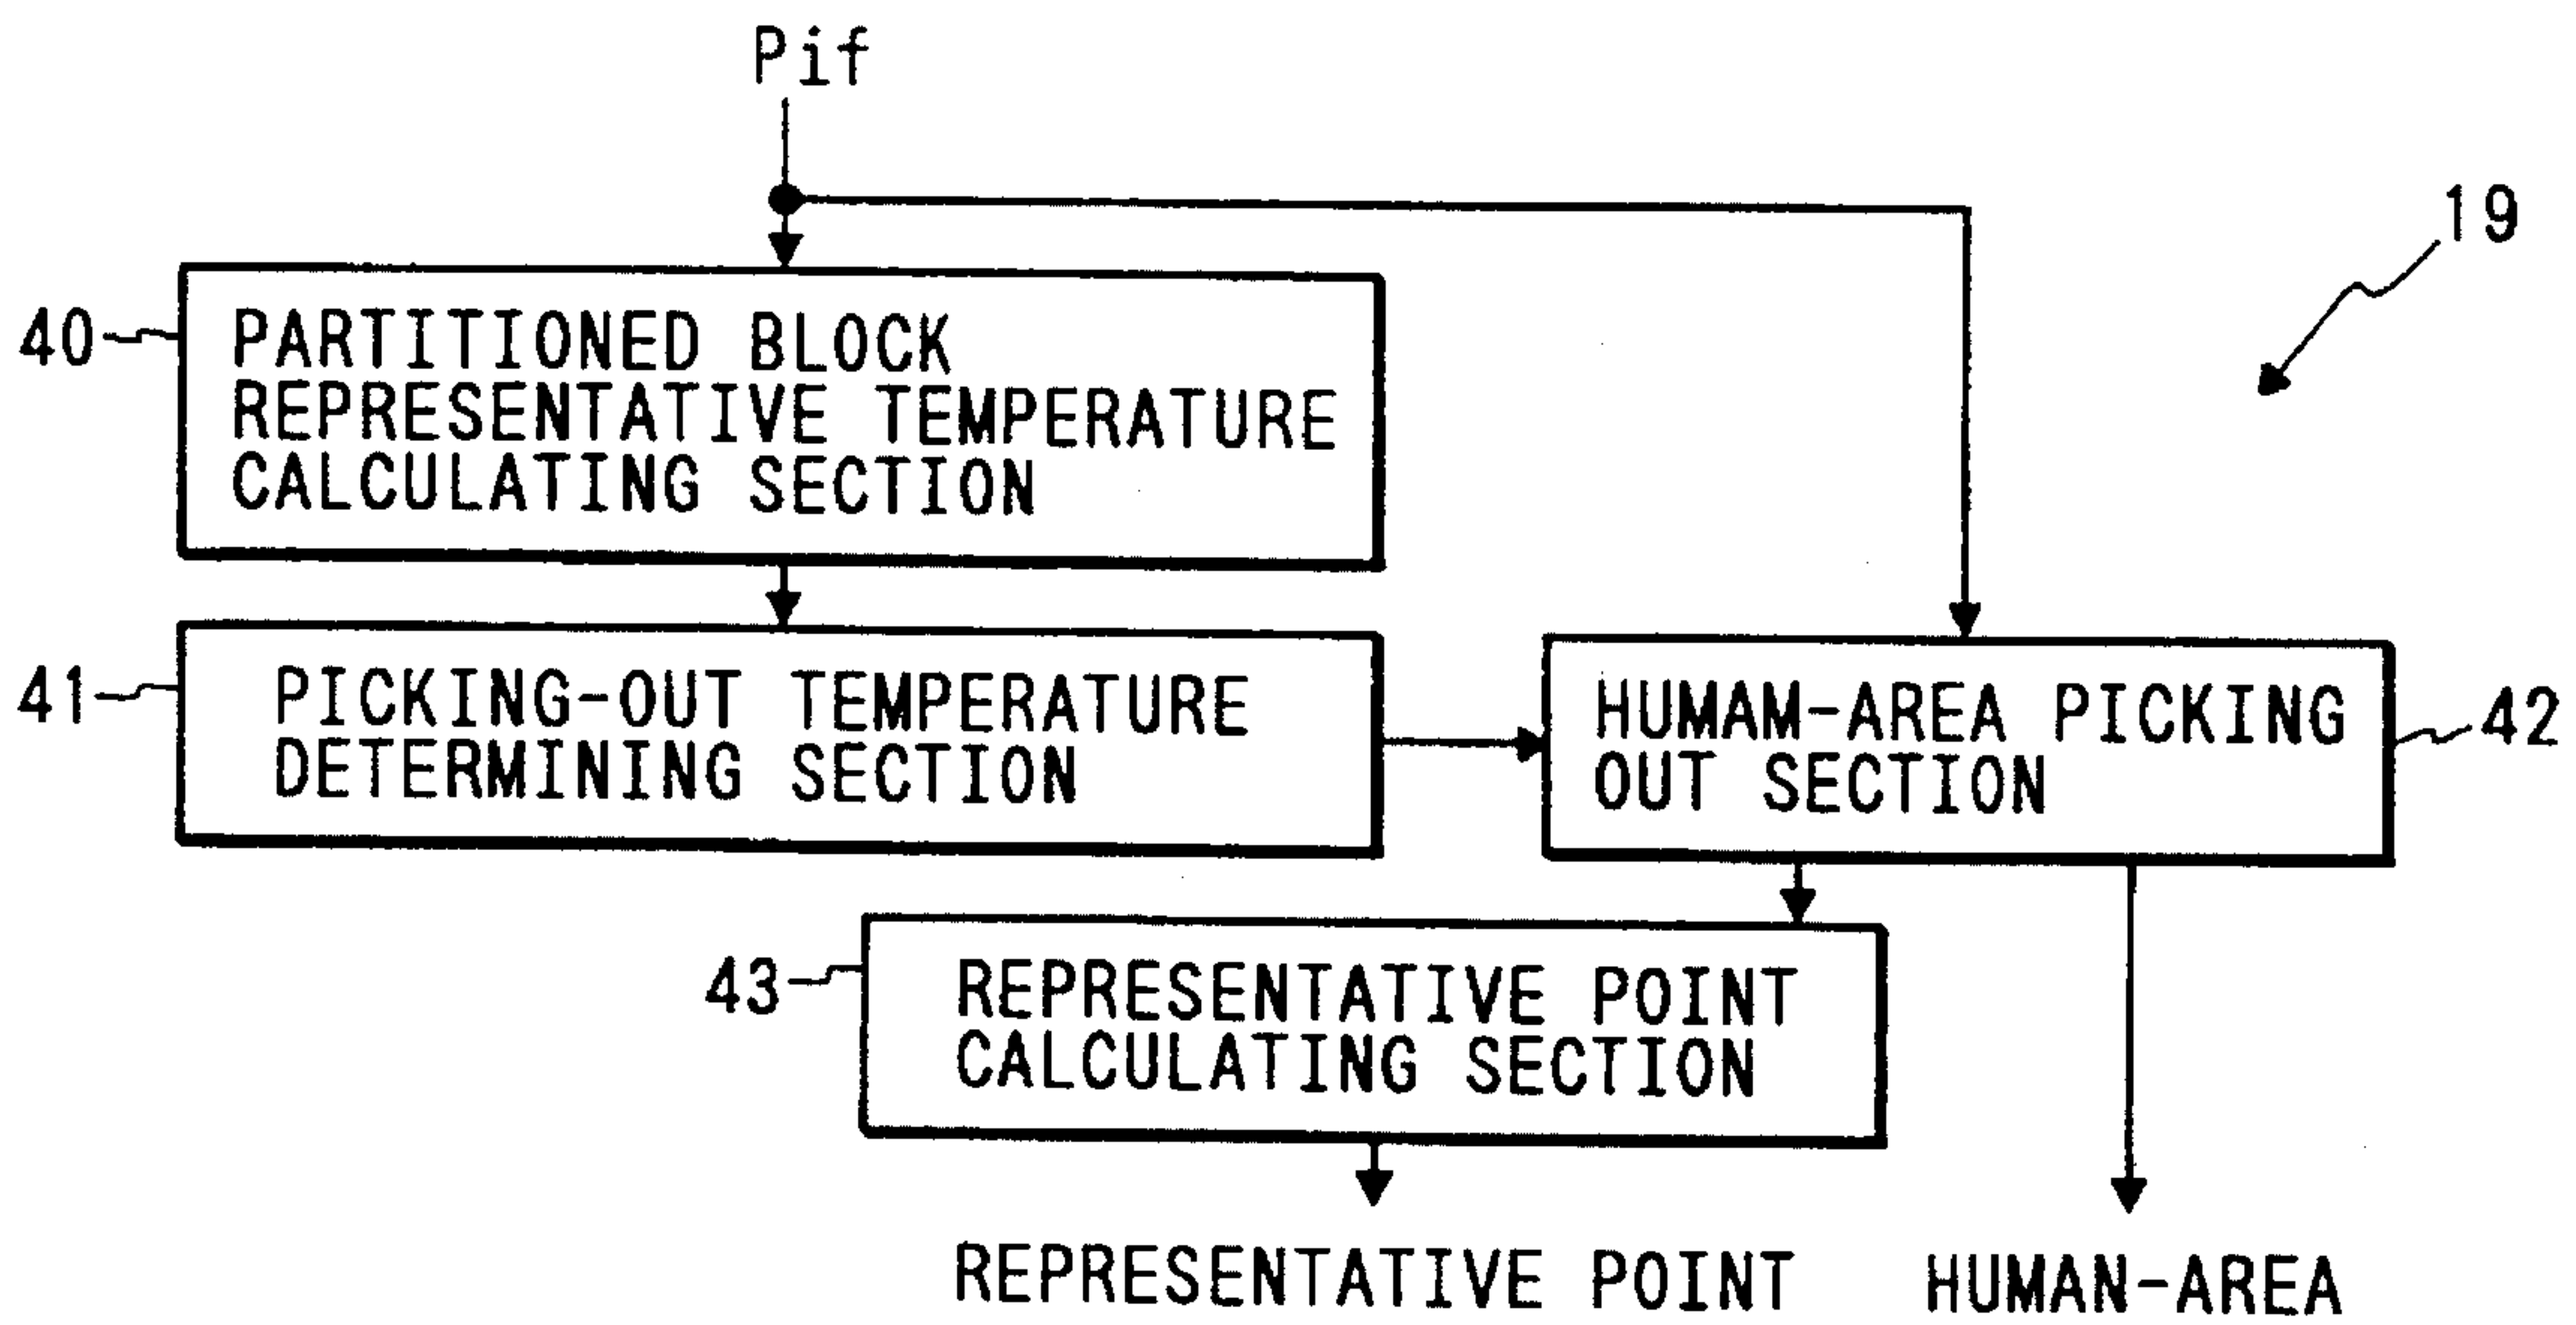 Pif
19
40
PARTITIONED BLOCK
REPRESENTATIVE TEMPERATURE
CALCULATING SECTION
41
PICKING-OUT TEMPERATURE
DETERMINING SECTION
HUMAM-AREA PICKING
OUT SECTION
42
43
REPRESENTATIVE POINT
CALCULATING SECTION
REPRESENTATIVE POINT
HUMAN-AREA